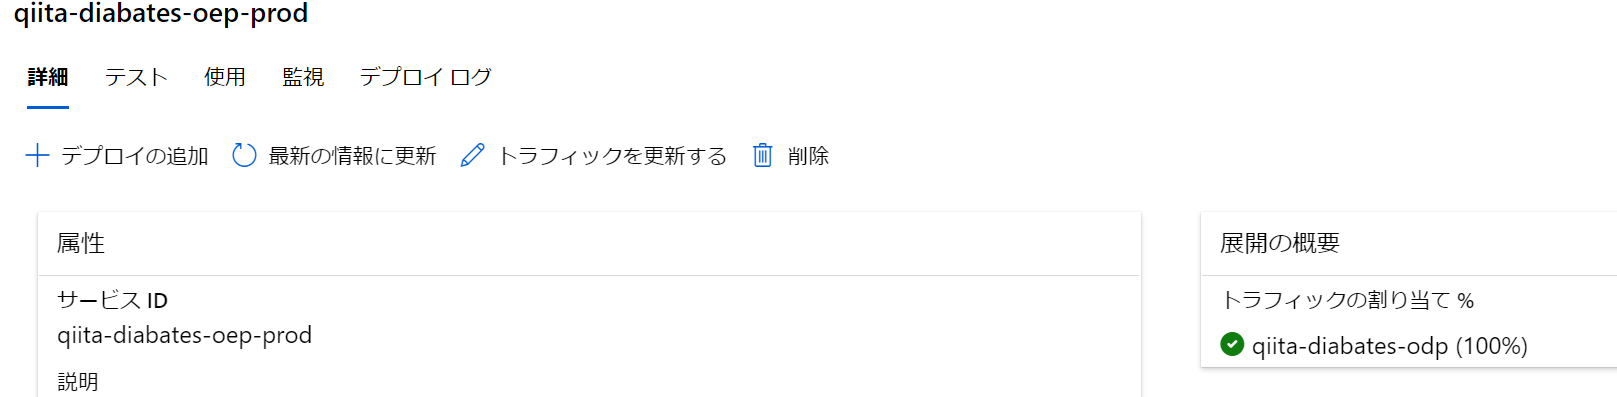 qiita-diabates-oep-prod
詳細 テスト 使用 監視 デプロイ ログ
デプロイの追加 最新の情報に更新 トラフィックを更新する 削除
属性
サービス ID
qiita-diabates-oep-prod
説明
展開の概要
トラフィックの割り当て %
qiita-diabates-odp (100%)